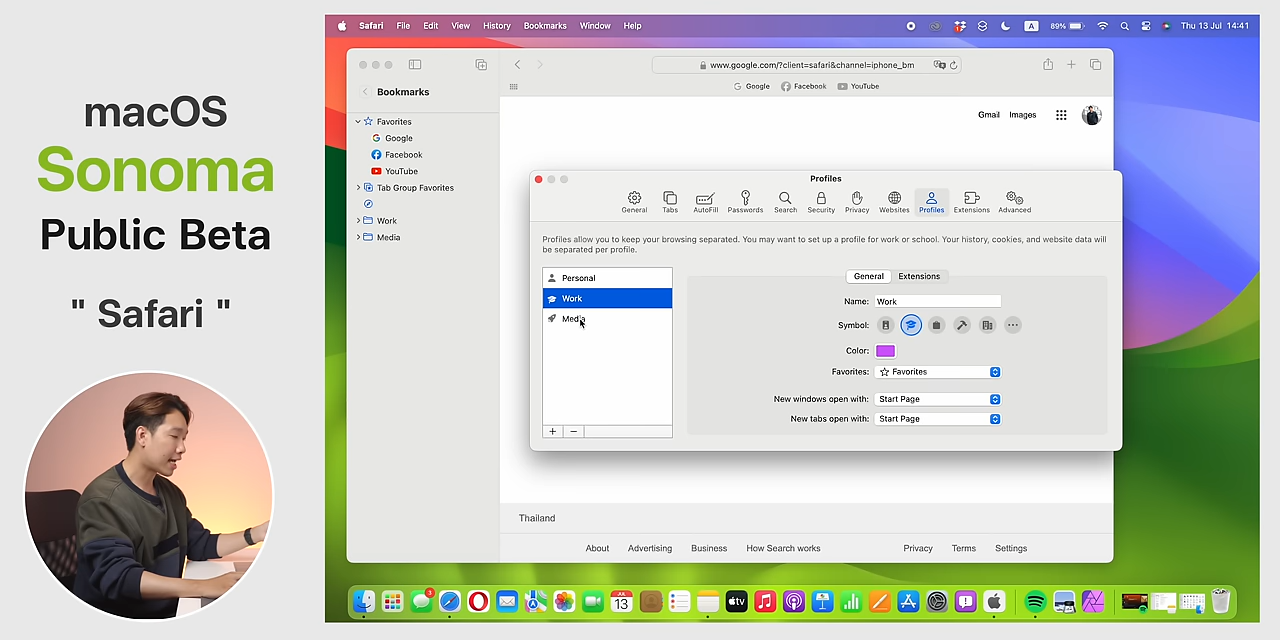 macOS
Sonoma
Public Beta
" Safari "
Safari File Edit View History Bookmarks Window Help
A 89% Thu 13 Jul 14:41
www.google.com/?client=safari&channel=iphone_bm
Bookmarks
Google Facebook YouTube
Favorites
Google
Facebook
YouTube
Tab Group Favorites
Work
Media
Gmail Images
Profiles
General Tabs AutoFill Passwords Search Security Privacy Websites Profiles Extensions Advanced
Profiles allow you to keep your browsing separated. You may want to set up a profile for work or school. Your history, cookies, and website data will
be separated per profile.
Personal
Work
Media
General Extensions
Name: Work
Symbol:
Color:
Favorites: Favorites
New windows open with: Start Page
New tabs open with: Start Page
Thailand
About Advertising Business How Search works Privacy Terms Settings
3
JUL
13
tv